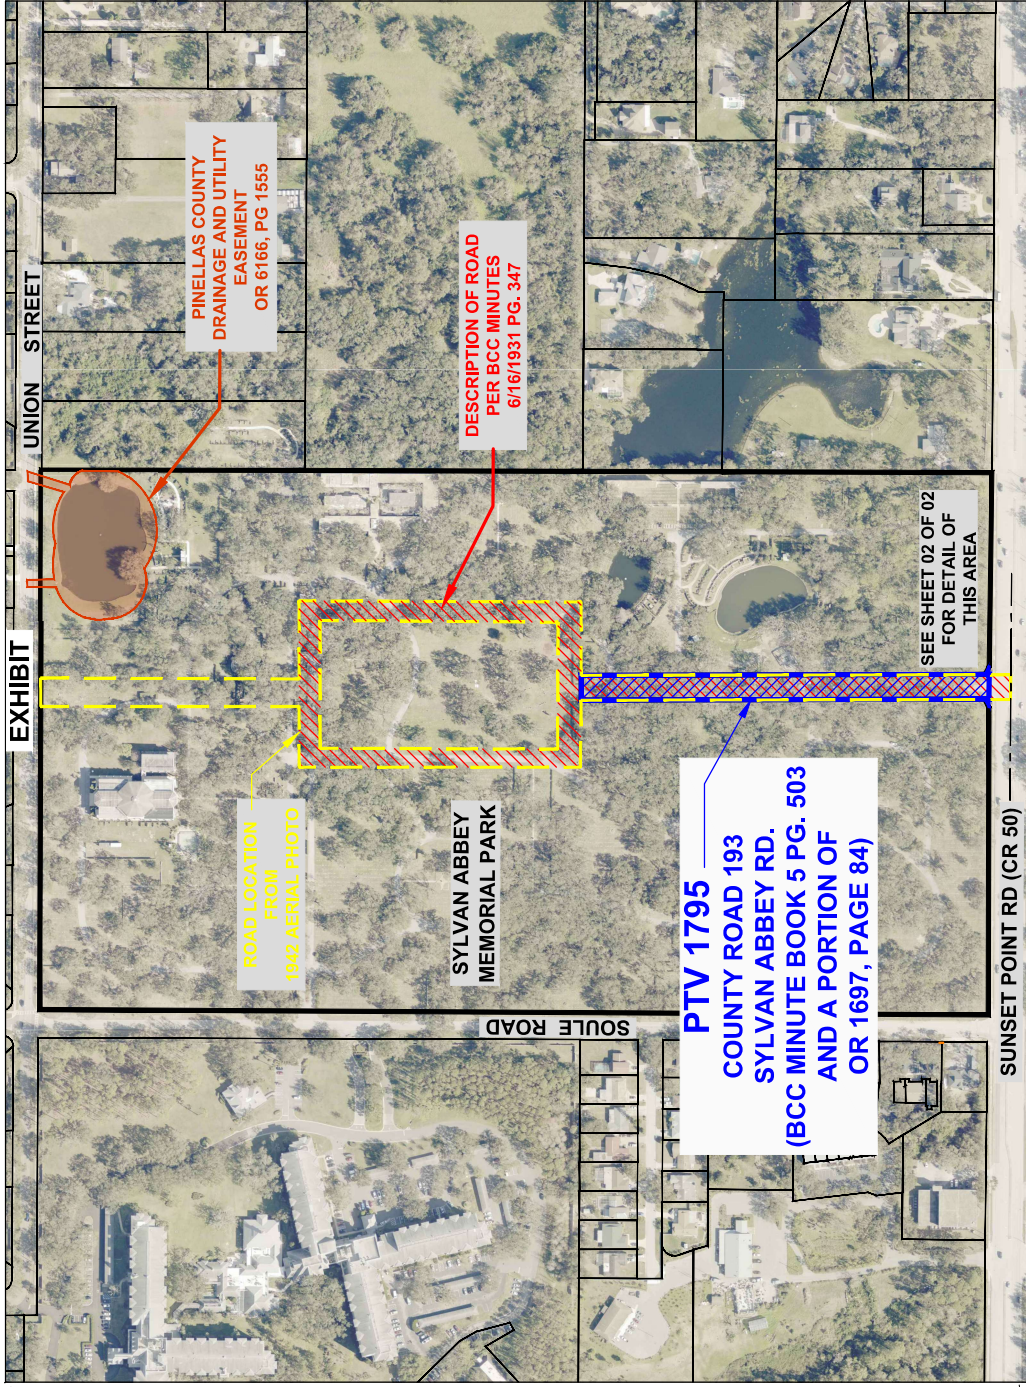 EXHIBIT
UNION STREET
PINELLAS COUNTY
DRAINAGE AND UTILITY
EASEMENT
OR 6166, PG 1555
DESCRIPTION OF ROAD
PER BCC MINUTES
6/16/1931 PG. 347
ROAD LOCATION
FROM
1942 AERIAL PHOTO
SYLVAN ABBEY
MEMORIAL PARK
SEE SHEET 02 OF 02
FOR DETAIL OF
THIS AREA
SOULE ROAD
PTV 1795
COUNTY ROAD 193
SYLVAN ABBEY RD.
(BCC MINUTE BOOK 5 PG. 503
AND A PORTION OF
OR 1697, PAGE 84)
SUNSET POINT RD (CR 50)